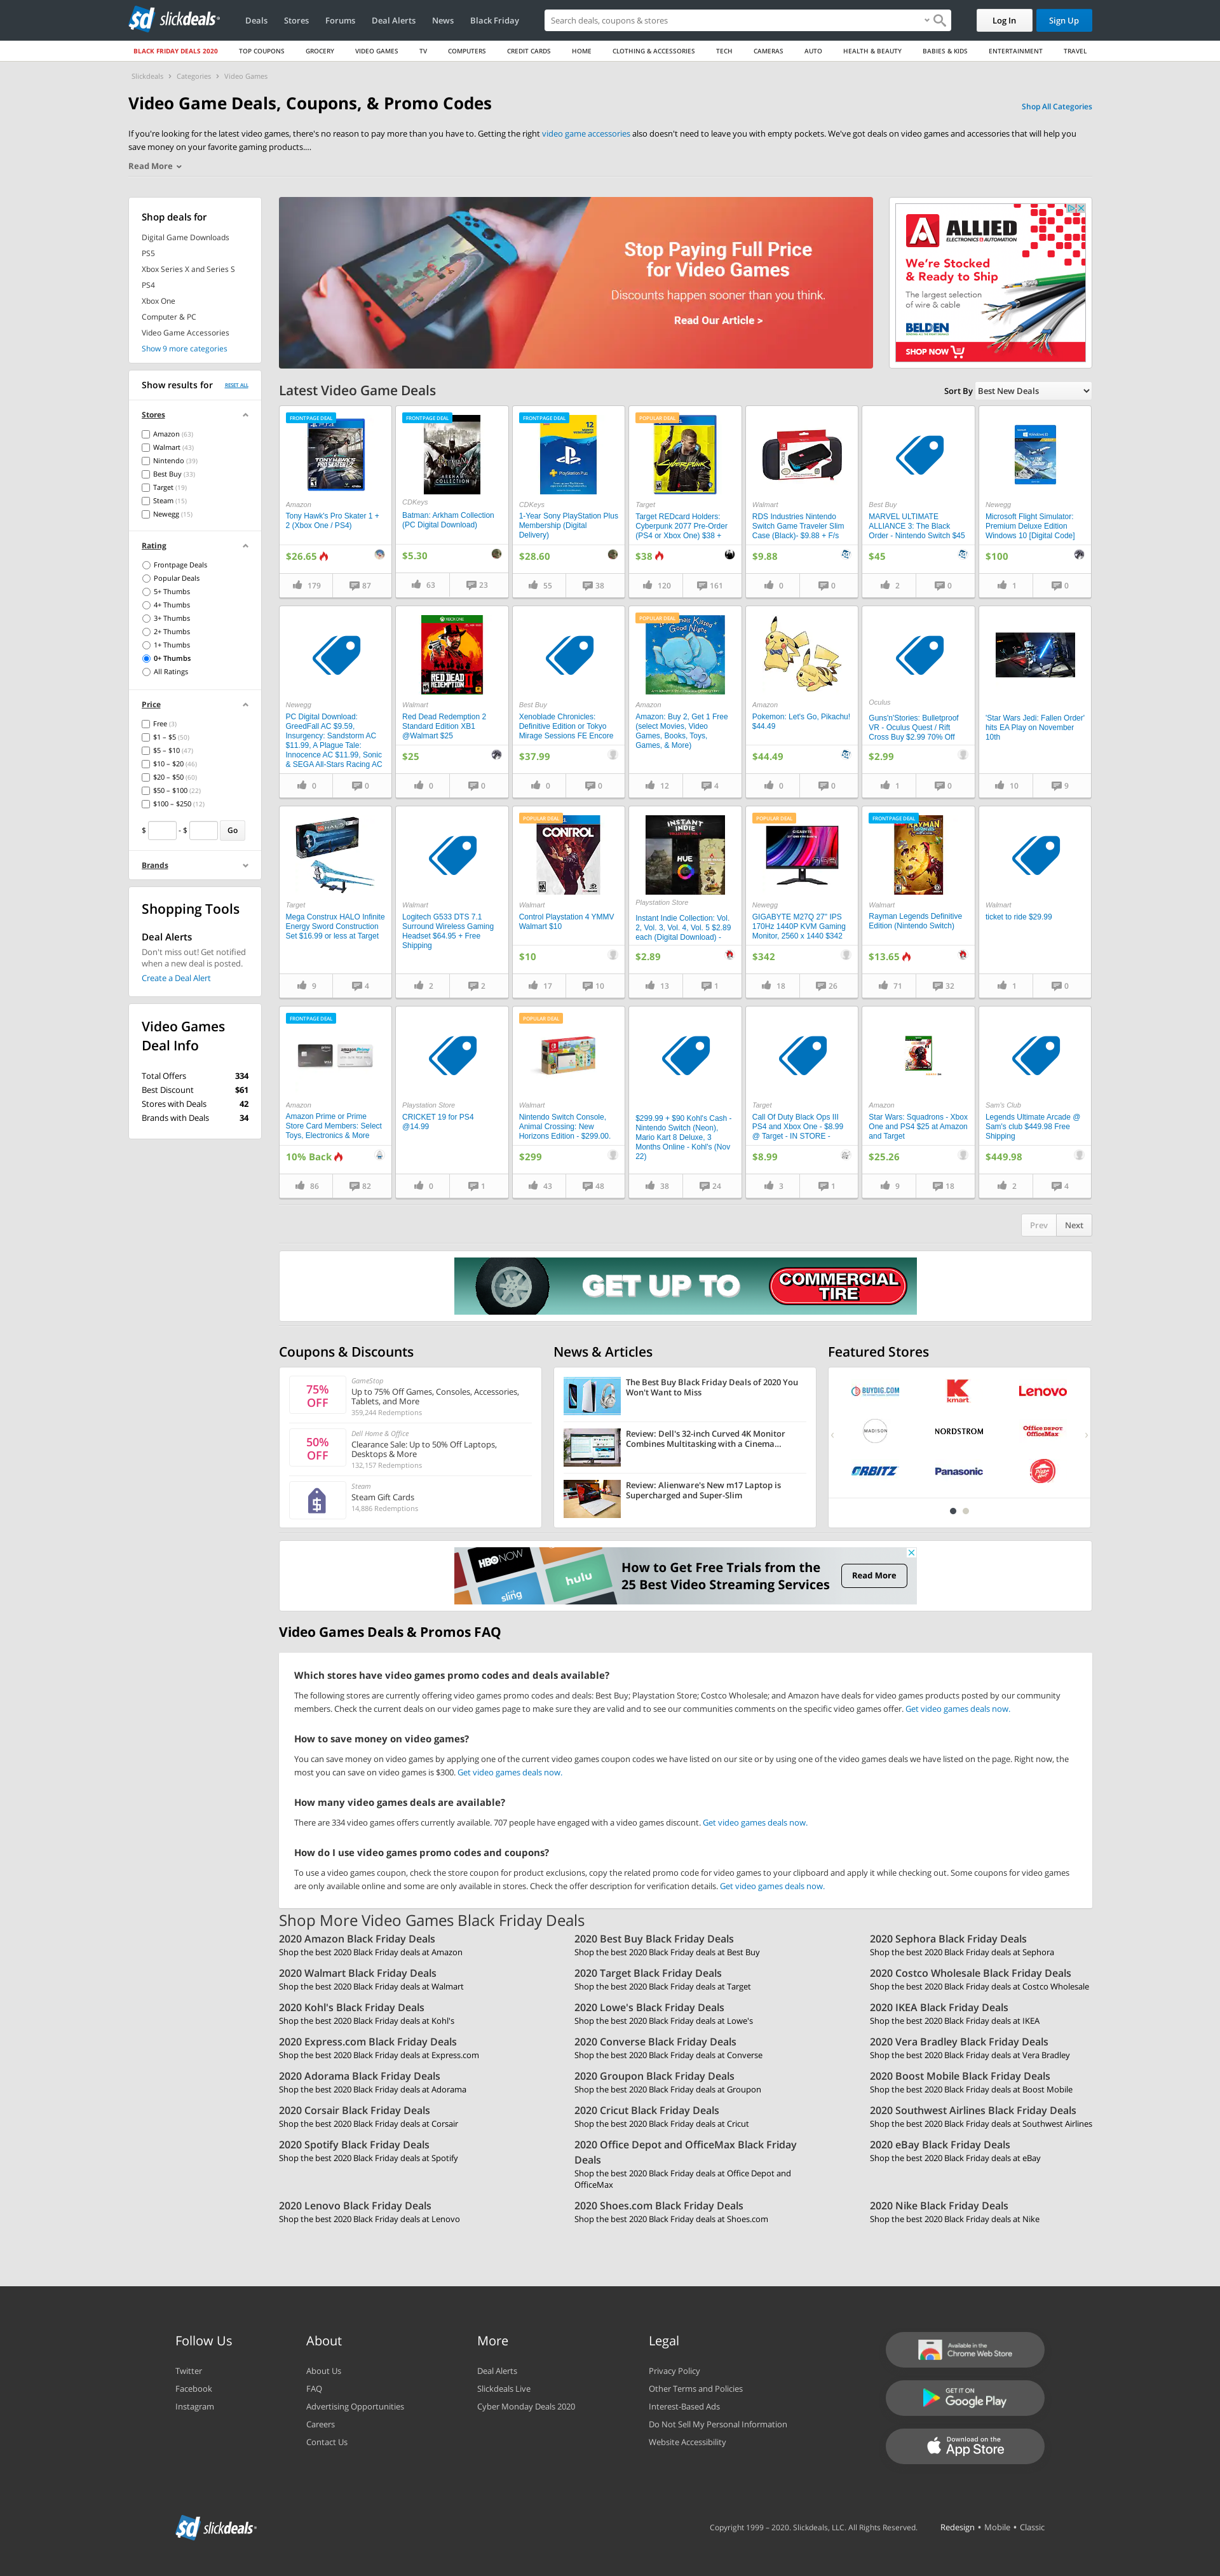 sd slickdeals
Deals Stores Forums Deal Alerts News Black Friday
Search deals, coupons & stores
Log In Sign Up
BLACK FRIDAY DEALS 2020 TOP COUPONS GROCERY VIDEO GAMES TV COMPUTERS CREDIT CARDS HOME CLOTHING & ACCESSORIES TECH CAMERAS AUTO HEALTH & BEAUTY BABIES & KIDS ENTERTAINMENT TRAVEL
Slickdeals > Categories > Video Games
Video Game Deals, Coupons, & Promo Codes
Shop All Categories
If you're looking for the latest video games, there's no reason to pay more than you have to. Getting the right video game accessories also doesn't need to leave you with empty pockets. We've got deals on video games and accessories that will help you
save money on your favorite gaming products....
Read More
Shop deals for
Digital Game Downloads
PS5
Xbox Series X and Series S
PS4
Xbox One
Computer & PC
Video Game Accessories
Show 9 more categories
Show results for RESET ALL
Stores
Amazon (63)
Walmart (43)
Nintendo (39)
Best Buy (33)
Target (19)
Steam (15)
Newegg (15)
Rating
Frontpage Deals
Popular Deals
5+ Thumbs
4+ Thumbs
3+ Thumbs
2+ Thumbs
1+ Thumbs
0+ Thumbs
All Ratings
Price
Free (3)
$1 – $5 (50)
$5 – $10 (47)
$10 – $20 (46)
$20 – $50 (60)
$50 – $100 (22)
$100 – $250 (12)
$ - $ Go
Brands
Shopping Tools
Deal Alerts
Don't miss out! Get notified
when a new deal is posted.
Create a Deal Alert
Video Games
Deal Info
Total Offers 334
Best Discount $61
Stores with Deals 42
Brands with Deals 34
Stop Paying Full Price
for Video Games
Discounts happen sooner than you think.
Read Our Article >
ALLIED
ELECTRONICS & AUTOMATION
We're Stocked
& Ready to Ship
The largest selection
of wire & cable
BELDEN
SHOP NOW
Latest Video Game Deals
Sort By Best New Deals
FRONTPAGE DEAL
Amazon
Tony Hawk's Pro Skater 1 +
2 (Xbox One / PS4)
$26.65
179 87
FRONTPAGE DEAL
CDKeys
Batman: Arkham Collection
(PC Digital Download)
$5.30
63 23
FRONTPAGE DEAL
12
CDKeys
1-Year Sony PlayStation Plus
Membership (Digital
Delivery)
$28.60
55 38
POPULAR DEAL
Cyberpunk
Target
Target REDcard Holders:
Cyberpunk 2077 Pre-Order
(PS4 or Xbox One) $38 +
$38
120 161
Walmart
RDS Industries Nintendo
Switch Game Traveler Slim
Case (Black)- $9.88 + F/s
$9.88
0 0
Best Buy
MARVEL ULTIMATE
ALLIANCE 3: The Black
Order - Nintendo Switch $45
$45
2 0
Newegg
Microsoft Flight Simulator:
Premium Deluxe Edition
Windows 10 [Digital Code]
$100
1 0
Newegg
PC Digital Download:
GreedFall AC $9.59,
Insurgency: Sandstorm AC
$11.99, A Plague Tale:
Innocence AC $11.99, Sonic
& SEGA All-Stars Racing AC
0 0
RED DEAD
REDEMPTION
Walmart
Red Dead Redemption 2
Standard Edition XB1
@Walmart $25
$25
0 0
Best Buy
Xenoblade Chronicles:
Definitive Edition or Tokyo
Mirage Sessions FE Encore
$37.99
0 0
POPULAR DEAL
Kissed
Good Night
Amazon
Amazon: Buy 2, Get 1 Free
(select Movies, Video
Games, Books, Toys,
Games, & More)
12 4
Amazon
Pokemon: Let's Go, Pikachu!
$44.49
$44.49
0 0
Oculus
Guns'n'Stories: Bulletproof
VR - Oculus Quest / Rift
Cross Buy $2.99 70% Off
$2.99
1 0
'Star Wars Jedi: Fallen Order'
hits EA Play on November
10th
10 9
Target
Mega Construx HALO Infinite
Energy Sword Construction
Set $16.99 or less at Target
9 4
Walmart
Logitech G533 DTS 7.1
Surround Wireless Gaming
Headset $64.95 + Free
Shipping
2 2
POPULAR DEAL
CONTROL
Walmart
Control Playstation 4 YMMV
Walmart $10
$10
17 10
INSTANT
INDIE
HUE
Playstation Store
Instant Indie Collection: Vol.
2, Vol. 3, Vol. 4, Vol. 5 $2.89
each (Digital Download) -
$2.89
13 1
POPULAR DEAL
Newegg
GIGABYTE M27Q 27" IPS
170Hz 1440P KVM Gaming
Monitor, 2560 x 1440 $342
$342
18 26
FRONTPAGE DEAL
RAYMAN
LEGENDS
Walmart
Rayman Legends Definitive
Edition (Nintendo Switch)
$13.65
71 32
Walmart
ticket to ride $29.99
1 0
FRONTPAGE DEAL
Amazon
Amazon Prime or Prime
Store Card Members: Select
Toys, Electronics & More
10% Back
86 82
Playstation Store
CRICKET 19 for PS4
@14.99
0 1
POPULAR DEAL
Walmart
Nintendo Switch Console,
Animal Crossing: New
Horizons Edition - $299.00.
$299
43 48
$299.99 + $90 Kohl's Cash -
Nintendo Switch (Neon),
Mario Kart 8 Deluxe, 3
Months Online - Kohl's (Nov
22)
38 24
Target
Call Of Duty Black Ops III
PS4 and Xbox One - $8.99
@ Target - IN STORE -
$8.99
3 1
Amazon
Star Wars: Squadrons - Xbox
One and PS4 $25 at Amazon
and Target
$25.26
9 18
Sam's Club
Legends Ultimate Arcade @
Sam's club $449.98 Free
Shipping
$449.98
2 4
Prev Next
GET UP TO
COMMERCIAL
TIRE
Coupons & Discounts
75%
OFF
GameStop
Up to 75% Off Games, Consoles, Accessories,
Tablets, and More
359,244 Redemptions
50%
OFF
Dell Home & Office
Clearance Sale: Up to 50% Off Laptops,
Desktops & More
132,157 Redemptions
Steam
Steam Gift Cards
14,886 Redemptions
News & Articles
The Best Buy Black Friday Deals of 2020 You
Won't Want to Miss
Review: Dell's 32-inch Curved 4K Monitor
Combines Multitasking with a Cinema...
Review: Alienware's New m17 Laptop is
Supercharged and Super-Slim
Featured Stores
BUYDIG.COM kmart Lenovo
MADISON NORDSTROM Office DEPOT OfficeMax
ORBITZ Panasonic Pizza Hut
HBO NOW
sling
hulu
How to Get Free Trials from the
25 Best Video Streaming Services
Read More
Video Games Deals & Promos FAQ
Which stores have video games promo codes and deals available?
The following stores are currently offering video games promo codes and deals: Best Buy; Playstation Store; Costco Wholesale; and Amazon have deals for video games products posted by our community
members. Check the current deals on our video games page to make sure they are valid and to see our communities comments on the specific video games offer. Get video games deals now.
How to save money on video games?
You can save money on video games by applying one of the current video games coupon codes we have listed on our site or by using one of the video games deals we have listed on the page. Right now, the
most you can save on video games is $300. Get video games deals now.
How many video games deals are available?
There are 334 video games offers currently available. 707 people have engaged with a video games discount. Get video games deals now.
How do I use video games promo codes and coupons?
To use a video games coupon, check the store coupon for product exclusions, copy the related promo code for video games to your clipboard and apply it while checking out. Some coupons for video games
are only available online and some are only available in stores. Check the offer description for verification details. Get video games deals now.
Shop More Video Games Black Friday Deals
2020 Amazon Black Friday Deals
Shop the best 2020 Black Friday deals at Amazon
2020 Best Buy Black Friday Deals
Shop the best 2020 Black Friday deals at Best Buy
2020 Sephora Black Friday Deals
Shop the best 2020 Black Friday deals at Sephora
2020 Walmart Black Friday Deals
Shop the best 2020 Black Friday deals at Walmart
2020 Target Black Friday Deals
Shop the best 2020 Black Friday deals at Target
2020 Costco Wholesale Black Friday Deals
Shop the best 2020 Black Friday deals at Costco Wholesale
2020 Kohl's Black Friday Deals
Shop the best 2020 Black Friday deals at Kohl's
2020 Lowe's Black Friday Deals
Shop the best 2020 Black Friday deals at Lowe's
2020 IKEA Black Friday Deals
Shop the best 2020 Black Friday deals at IKEA
2020 Express.com Black Friday Deals
Shop the best 2020 Black Friday deals at Express.com
2020 Converse Black Friday Deals
Shop the best 2020 Black Friday deals at Converse
2020 Vera Bradley Black Friday Deals
Shop the best 2020 Black Friday deals at Vera Bradley
2020 Adorama Black Friday Deals
Shop the best 2020 Black Friday deals at Adorama
2020 Groupon Black Friday Deals
Shop the best 2020 Black Friday deals at Groupon
2020 Boost Mobile Black Friday Deals
Shop the best 2020 Black Friday deals at Boost Mobile
2020 Corsair Black Friday Deals
Shop the best 2020 Black Friday deals at Corsair
2020 Cricut Black Friday Deals
Shop the best 2020 Black Friday deals at Cricut
2020 Southwest Airlines Black Friday Deals
Shop the best 2020 Black Friday deals at Southwest Airlines
2020 Spotify Black Friday Deals
Shop the best 2020 Black Friday deals at Spotify
2020 Office Depot and OfficeMax Black Friday
Deals
Shop the best 2020 Black Friday deals at Office Depot and
OfficeMax
2020 eBay Black Friday Deals
Shop the best 2020 Black Friday deals at eBay
2020 Lenovo Black Friday Deals
Shop the best 2020 Black Friday deals at Lenovo
2020 Shoes.com Black Friday Deals
Shop the best 2020 Black Friday deals at Shoes.com
2020 Nike Black Friday Deals
Shop the best 2020 Black Friday deals at Nike
Follow Us
Twitter
Facebook
Instagram
About
About Us
FAQ
Advertising Opportunities
Careers
Contact Us
More
Deal Alerts
Slickdeals Live
Cyber Monday Deals 2020
Legal
Privacy Policy
Other Terms and Policies
Interest-Based Ads
Do Not Sell My Personal Information
Website Accessibility
Available in the
Chrome Web Store
GET IT ON
Google Play
Download on the
App Store
sd slickdeals
Copyright 1999 – 2020. Slickdeals, LLC. All Rights Reserved. Redesign • Mobile • Classic